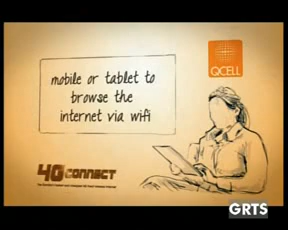 QCELL
mobile or tablet to
browse the
internet via wifi
4G CONNECT
GRTS